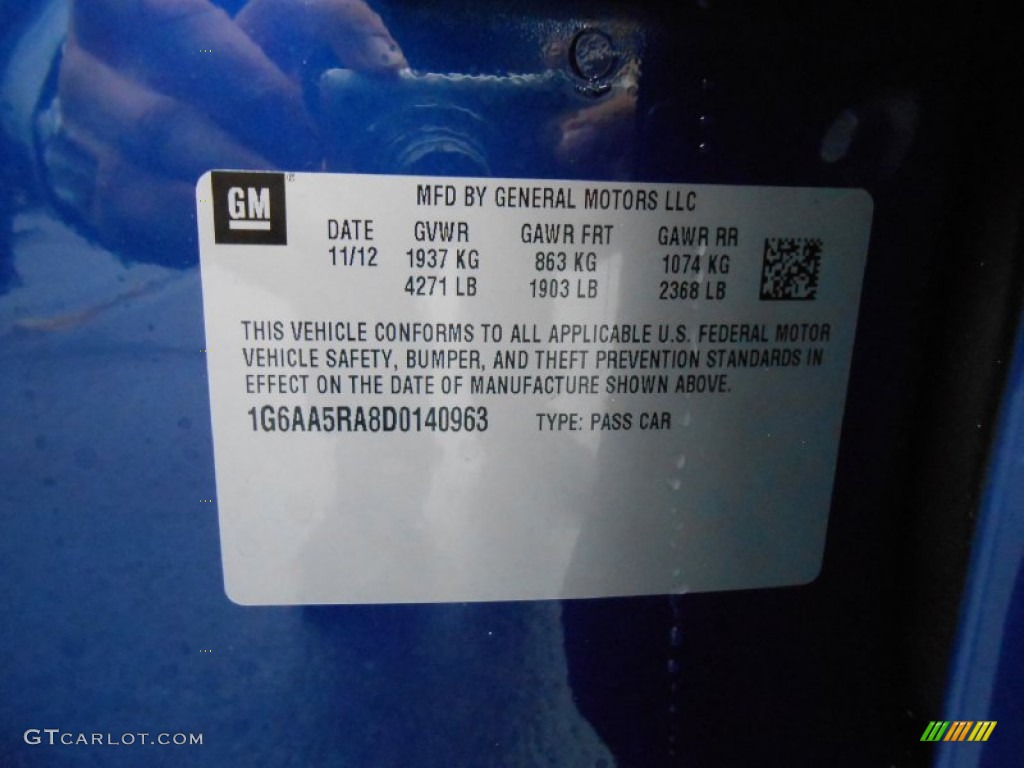 GM
MFD BY GENERAL MOTORS LLC
DATE GVWR GAWR FRT GAWR RR
11/12 1937 KG 863 KG 1074 KG
4271 LB 1903 LB 2368 LB
THIS VEHICLE CONFORMS TO ALL APPLICABLE U.S. FEDERAL MOTOR
VEHICLE SAFETY, BUMPER, AND THEFT PREVENTION STANDARDS IN
EFFECT ON THE DATE OF MANUFACTURE SHOWN ABOVE.
1G6AA5RA8D0140963 TYPE: PASS CAR
GTCARLOT.COM